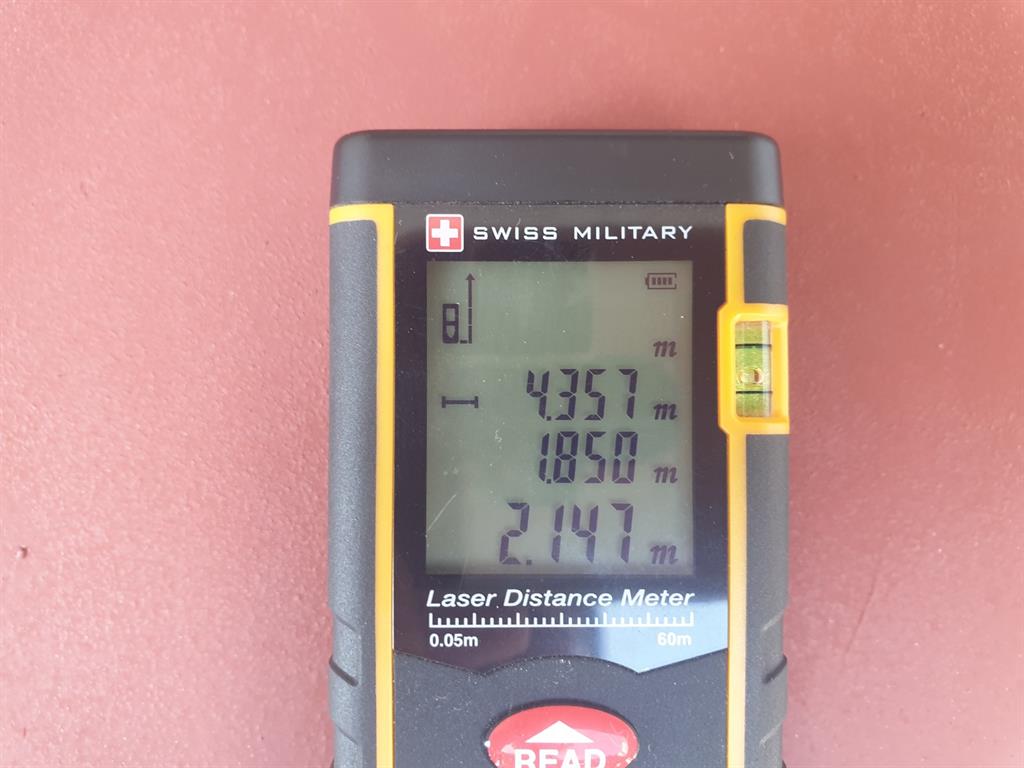 SWISS MILITARY
m
4.357 m
1.850 m
2.147 m
Laser Distance Meter
0.05m 60m
READ